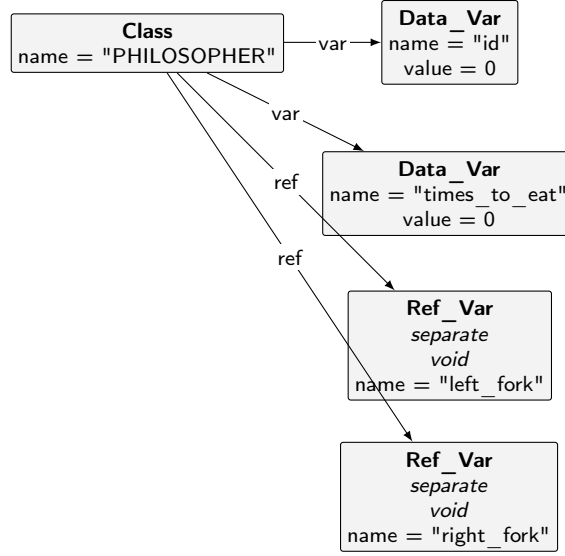 Class
name = "PHILOSOPHER"
var
Data_Var
name = "id"
value = 0
var
Data_Var
name = "times_to_eat"
value = 0
ref
Ref_Var
separate
void
name = "left_fork"
ref
Ref_Var
separate
void
name = "right_fork"